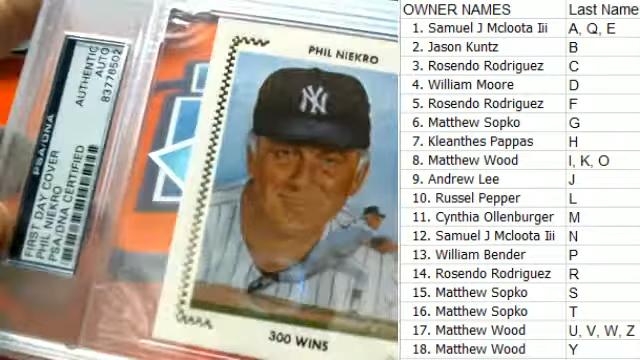 PSA/DNA
FIRST DAY COVER
PHIL NIEKRO
PSA/DNA CERTIFIED
AUTHENTIC
AUTO
83778502
PHIL NIEKRO
NY
300 WINS
OWNER NAMES Last Name
1. Samuel J Mcloota Iii A, Q, E
2. Jason Kuntz B
3. Rosendo Rodriguez C
4. William Moore D
5. Rosendo Rodriguez F
6. Matthew Sopko G
7. Kleanthes Pappas H
8. Matthew Wood I, K, O
9. Andrew Lee J
10. Russel Pepper L
11. Cynthia Ollenburger M
12. Samuel J Mcloota Iii N
13. William Bender P
14. Rosendo Rodriguez R
15. Matthew Sopko S
16. Matthew Sopko T
17. Matthew Wood U, V, W, Z
18. Matthew Wood Y